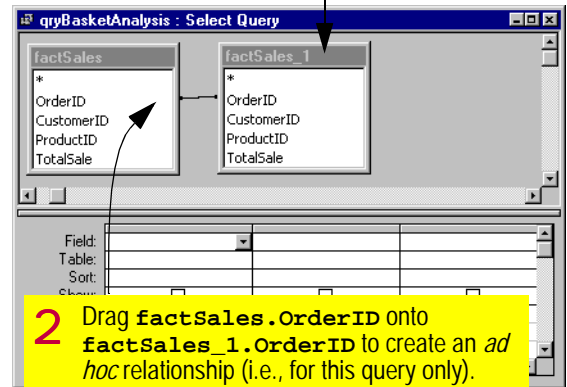 qryBasketAnalysis : Select Query
factSales
*
OrderID
CustomerID
ProductID
TotalSale
factSales_1
*
OrderID
CustomerID
ProductID
TotalSale
Field:
Table:
Sort:
Show:
2 Drag factSales.OrderID onto
factSales_1.OrderID to create an ad
hoc relationship (i.e., for this query only).